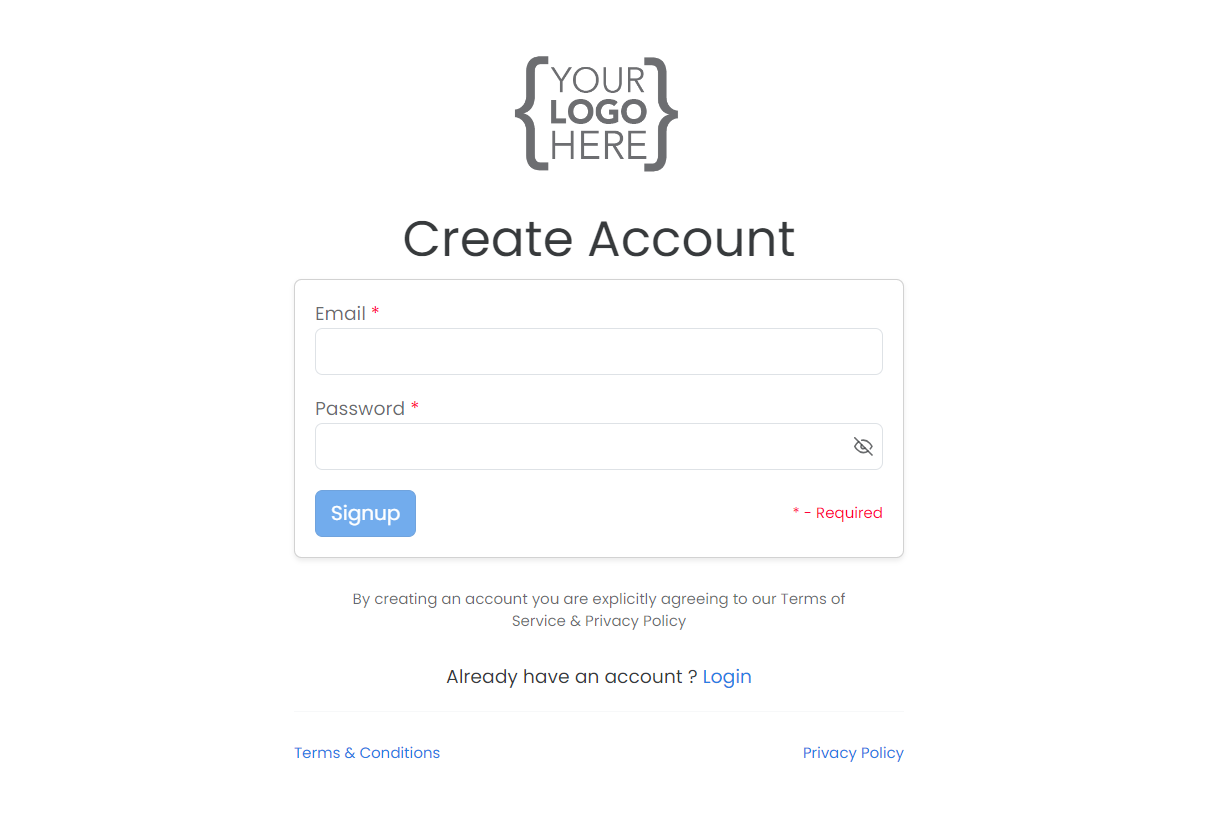 YOUR
LOGO
HERE
Create Account
Email *
Password *
Signup
* - Required
By creating an account you are explicitly agreeing to our Terms of
Service & Privacy Policy
Already have an account ? Login
Terms & Conditions
Privacy Policy